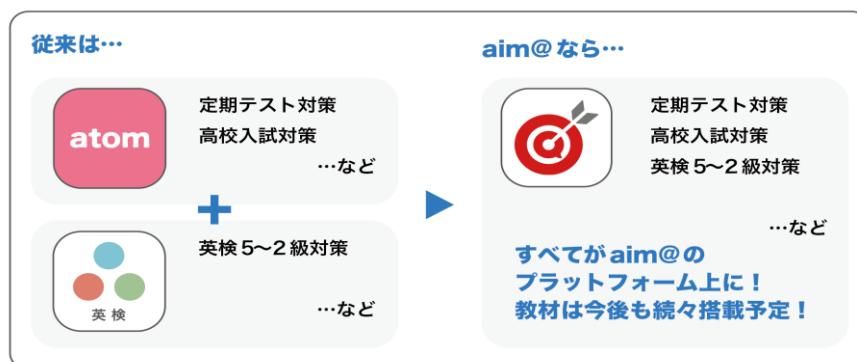 従来は…
atom
定期テスト対策
高校入試対策
…など
英検
英検5〜2級対策
…など
aim@なら…
定期テスト対策
高校入試対策
英検5〜2級対策
…など
すべてがaim@の
プラットフォーム上に！
教材は今後も続々搭載予定！